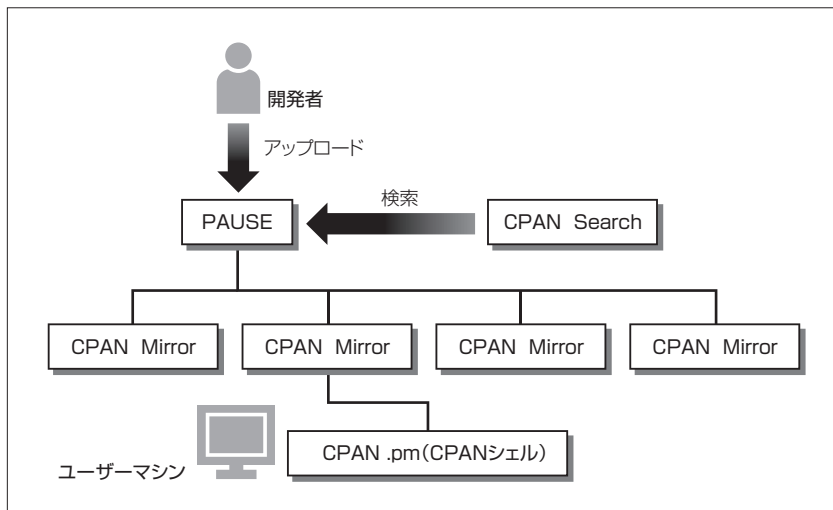 開発者
アップロード
検索
PAUSE
CPAN Search
CPAN Mirror
CPAN Mirror
CPAN Mirror
CPAN Mirror
CPAN .pm(CPANシェル)
ユーザーマシン